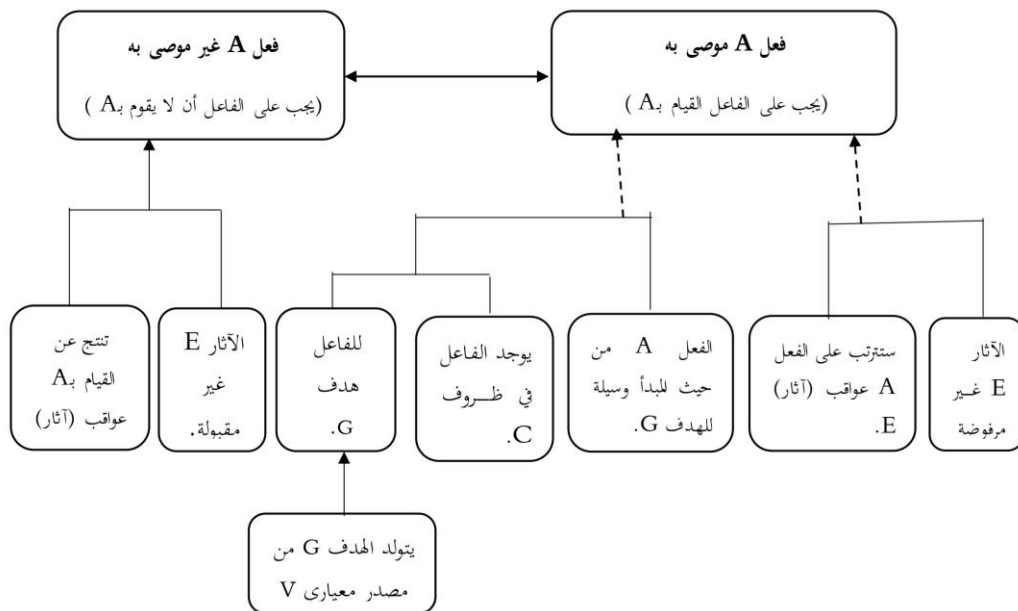 فعل A موصى به
(يجب على الفاعل القيام بـA )
فعل A غير موصى به
(يجب على الفاعل أن لا يقوم بـA )
الآثار
E غـير
مرفوضة
ستترتب على الفعل
A عواقب (آثار)
E.
الفعل A من
حيث المبدأ وسيلة
للهدف G.
يوجد الفاعل
في ظـــروف
C.
للفاعل
هدف
G.
الآثار E
غير
مقبولة.
تنتج عن
القيام بـA
عواقب (آثار)
يتولد الهدف G من
مصدر معيارى V